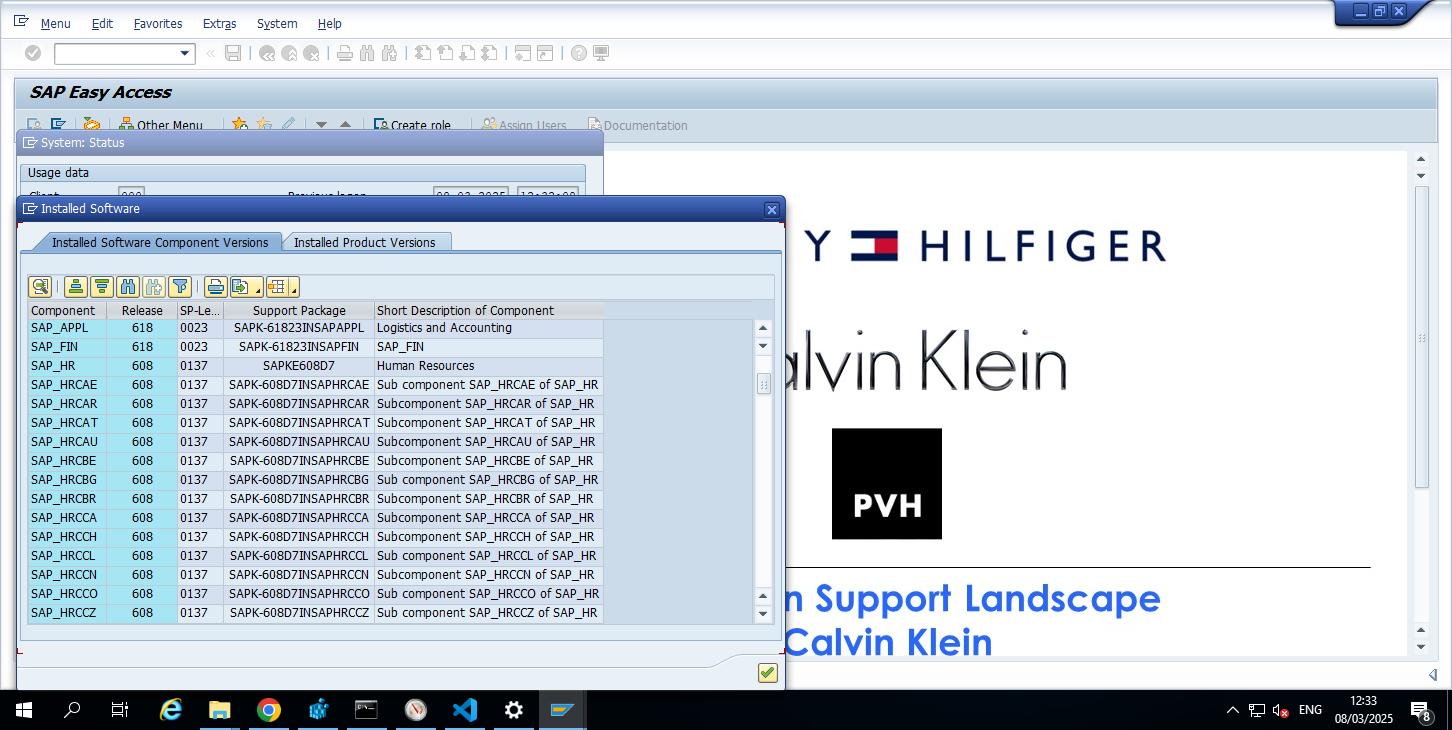 Menu Edit Favorites Extras System Help
SAP Easy Access
Other Menu Create role Assign Users Documentation
System: Status
Usage data
Client 000 Previous logon 08.03.2025
Installed Software
Installed Software Component Versions Installed Product Versions
Component Release SP-Le... Support Package Short Description of Component
SAP_APPL 618 0023 SAPK-61823INSAPAPPL Logistics and Accounting
SAP_FIN 618 0023 SAPK-61823INSAPFIN SAP_FIN
SAP_HR 608 0137 SAPKE608D7 Human Resources
SAP_HRCAE 608 0137 SAPK-608D7INSAPHRCAE Sub component SAP_HRCAE of SAP_HR
SAP_HRCAR 608 0137 SAPK-608D7INSAPHRCAR Subcomponent SAP_HRCAR of SAP_HR
SAP_HRCAT 608 0137 SAPK-608D7INSAPHRCAT Subcomponent SAP_HRCAT of SAP_HR
SAP_HRCAU 608 0137 SAPK-608D7INSAPHRCAU Subcomponent SAP_HRCAU of SAP_HR
SAP_HRCBE 608 0137 SAPK-608D7INSAPHRCBE Subcomponent SAP_HRCBE of SAP_HR
SAP_HRCBG 608 0137 SAPK-608D7INSAPHRCBG Sub component SAP_HRCBG of SAP_HR
SAP_HRCBR 608 0137 SAPK-608D7INSAPHRCBR Subcomponent SAP_HRCBR of SAP_HR
SAP_HRCCA 608 0137 SAPK-608D7INSAPHRCCA Subcomponent SAP_HRCCA of SAP_HR
SAP_HRCCH 608 0137 SAPK-608D7INSAPHRCCH Subcomponent SAP_HRCCH of SAP_HR
SAP_HRCCL 608 0137 SAPK-608D7INSAPHRCCL Sub component SAP_HRCCL of SAP_HR
SAP_HRCCN 608 0137 SAPK-608D7INSAPHRCCN Subcomponent SAP_HRCCN of SAP_HR
SAP_HRCCO 608 0137 SAPK-608D7INSAPHRCCO Sub component SAP_HRCCO of SAP_HR
SAP_HRCCZ 608 0137 SAPK-608D7INSAPHRCCZ Sub component SAP_HRCCZ of SAP_HR
Y HILFIGER
alvin Klein
PVH
n Support Landscape
Calvin Klein
ENG
12:33
08/03/2025
8